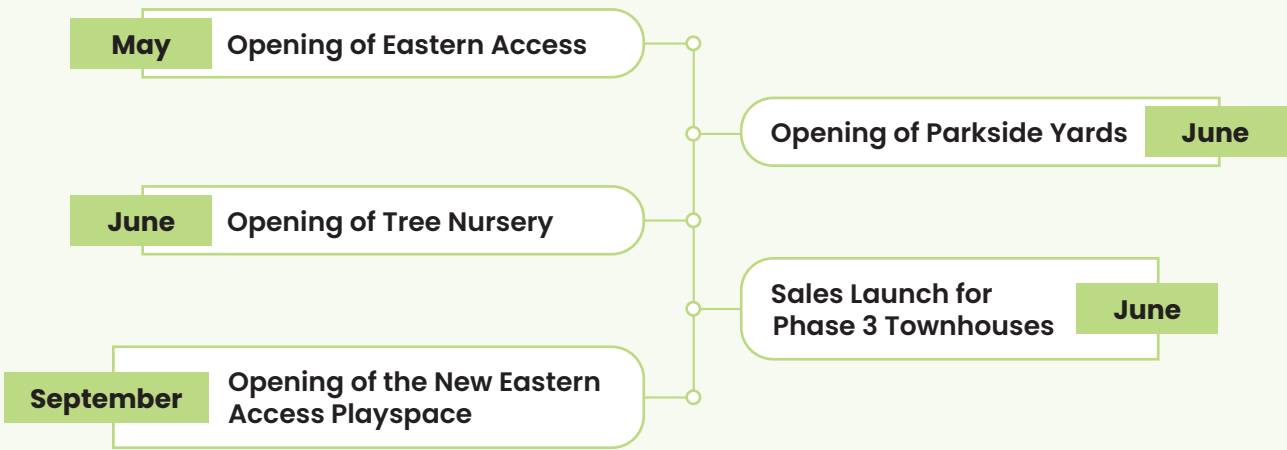 May
Opening of Eastern Access
Opening of Parkside Yards
June
June
Opening of Tree Nursery
Sales Launch for
Phase 3 Townhouses
June
September
Opening of the New Eastern
Access Playspace